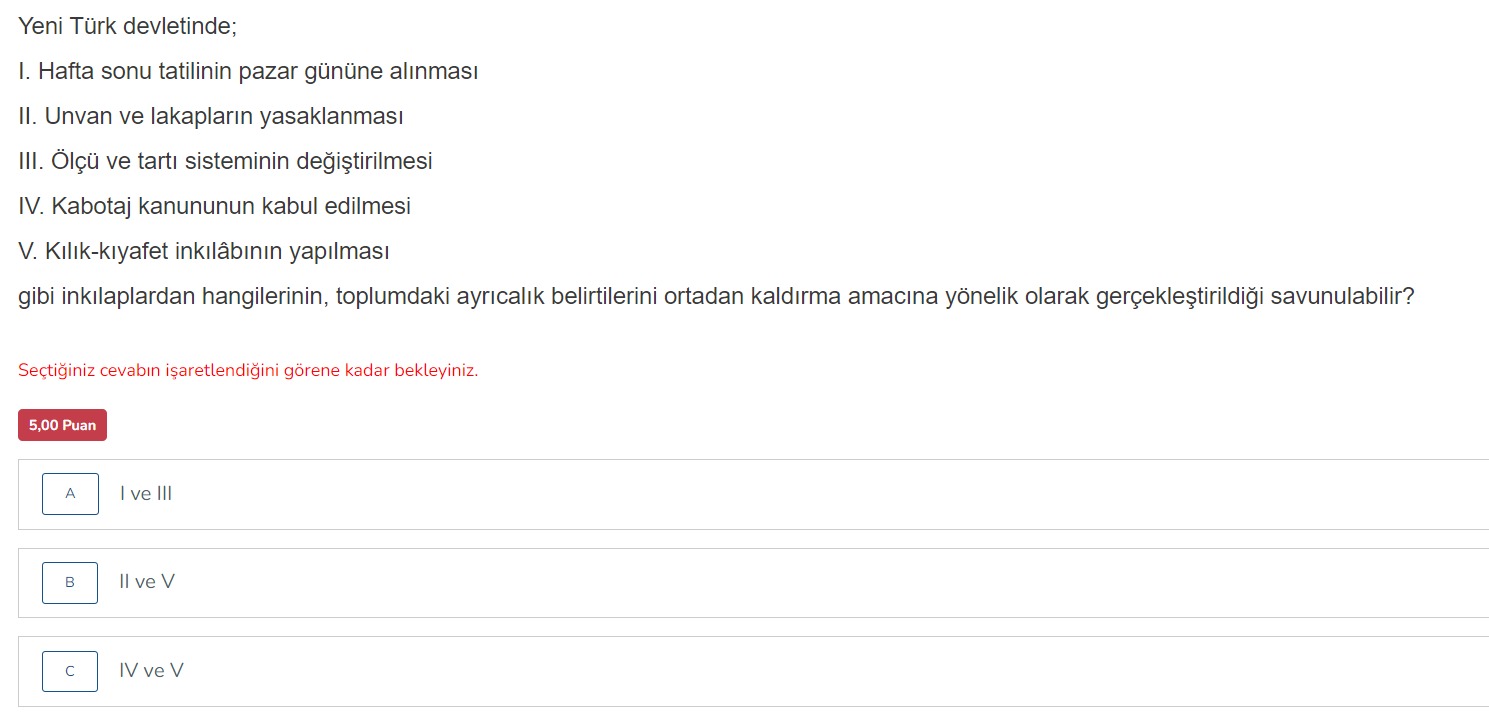 Yeni Türk devletinde;
I. Hafta sonu tatilinin pazar gününe alınması
II. Unvan ve lakapların yasaklanması
III. Ölçü ve tartı sisteminin değiştirilmesi
IV. Kabotaj kanununun kabul edilmesi
V. Kılık-kıyafet inkılâbının yapılması
gibi inkılaplardan hangilerinin, toplumdaki ayrıcalık belirtilerini ortadan kaldırma amacına yönelik olarak gerçekleştirildiği savunulabilir?
Seçtiğiniz cevabın işaretlendiğini görene kadar bekleyiniz.
5,00 Puan
A I ve III
B II ve V
C IV ve V